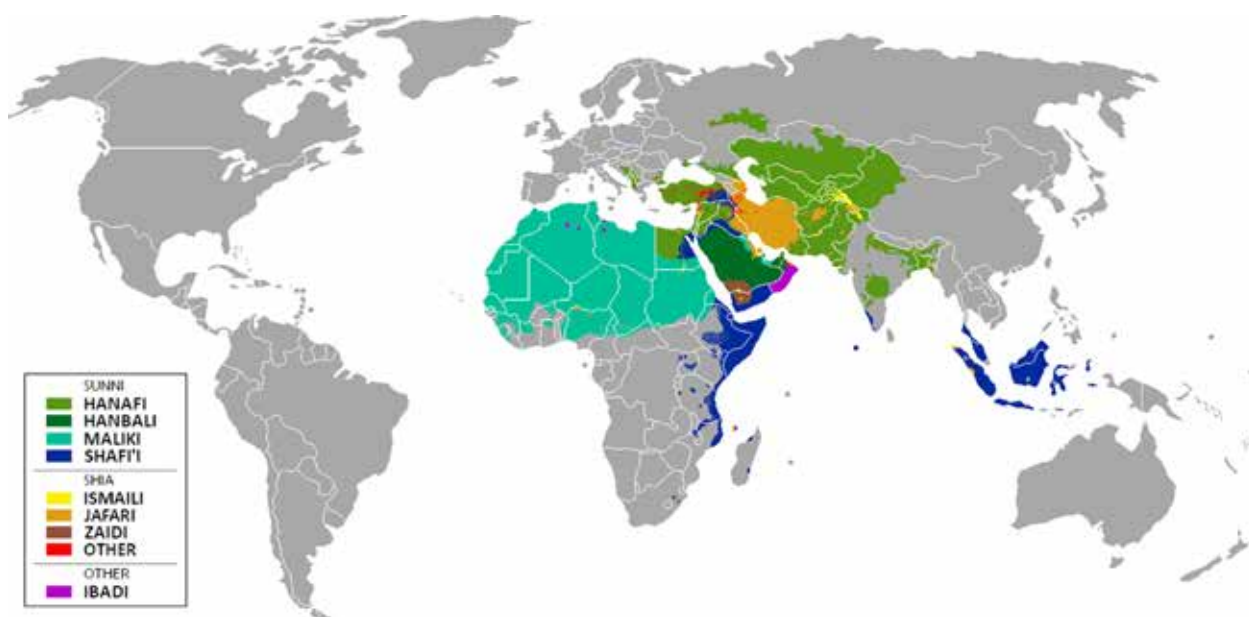 SUNNI
HANAFI
HANBALI
MALIKI
SHAFI'I
SHIA
ISMAILI
JAFARI
ZAIDI
OTHER
OTHER
IBADI